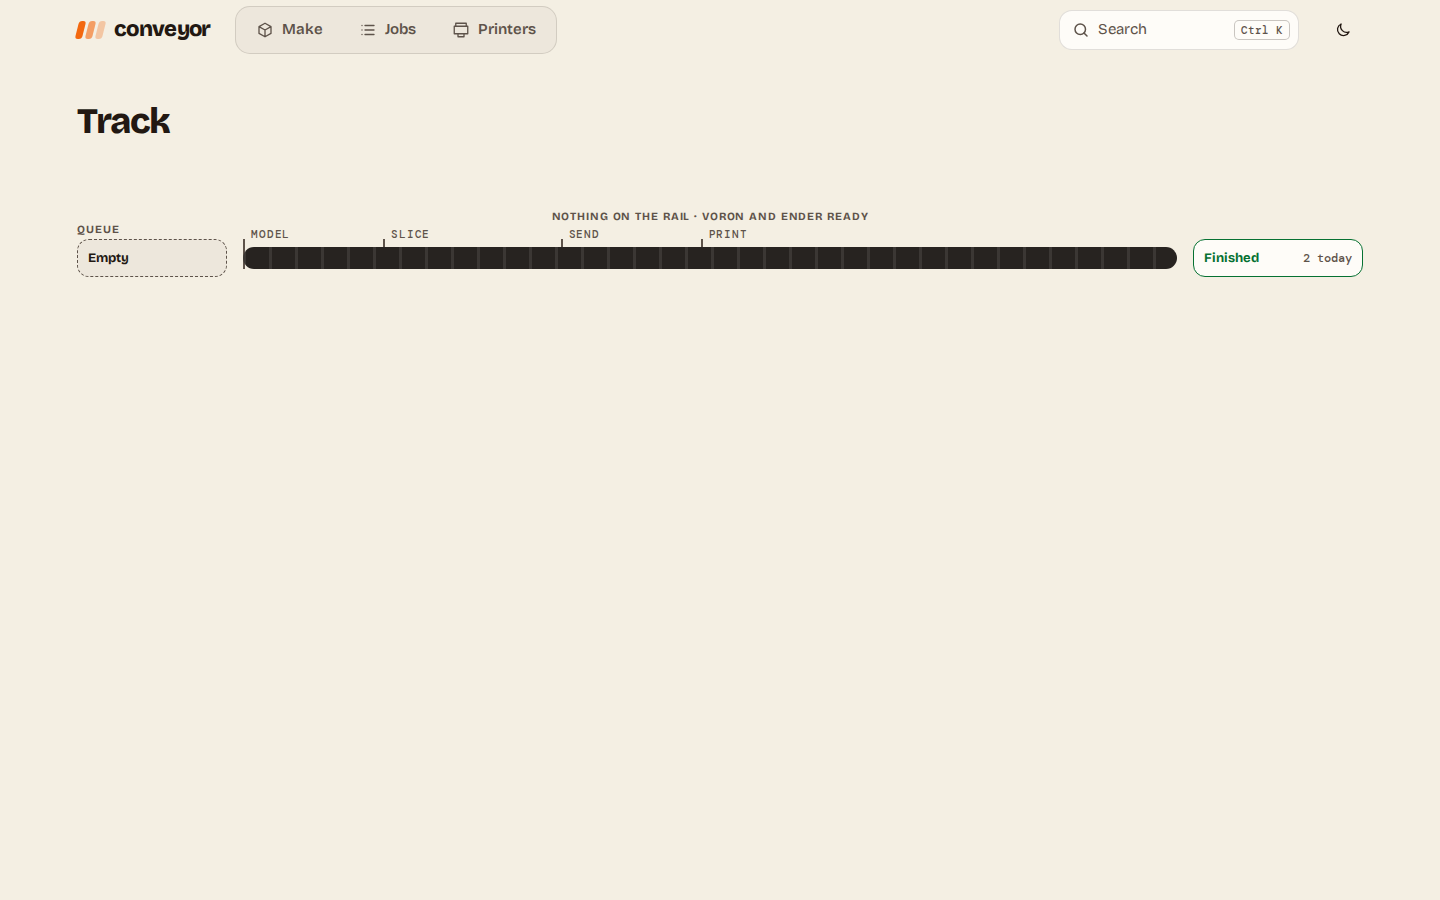 conveyor
Make
Jobs
Printers
Search
Ctrl K
Track
NOTHING ON THE RAIL · VORON AND ENDER READY
QUEUE
MODEL
SLICE
SEND
PRINT
Empty
Finished
2 today